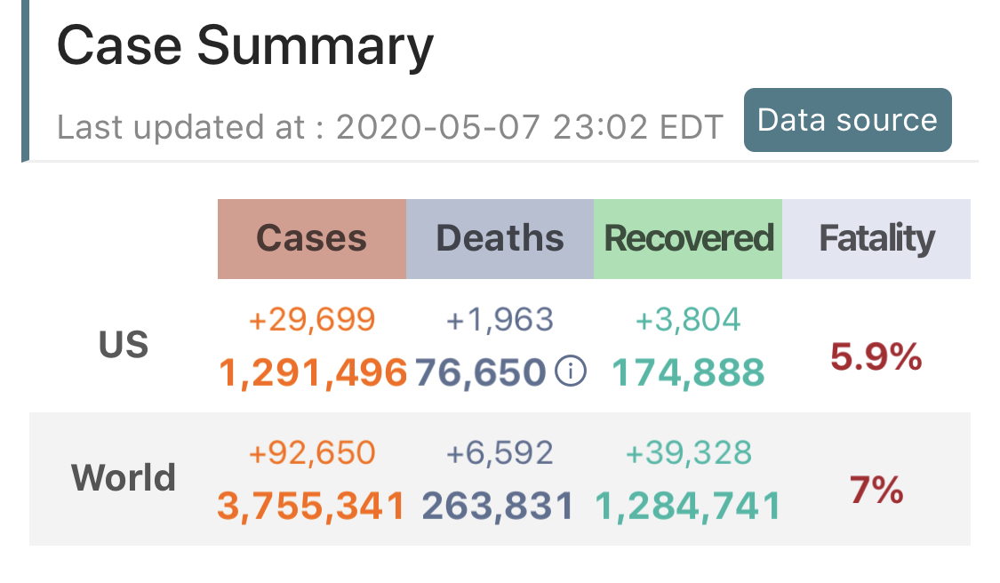 Case Summary
Last updated at : 2020-05-07 23:02 EDT Data source
Cases Deaths Recovered Fatality
+29,699 +1,963 +3,804
US 1,291,496 76,650 174,888 5.9%
+92,650 +6,592 +39,328
World 3,755,341 263,831 1,284,741 7%